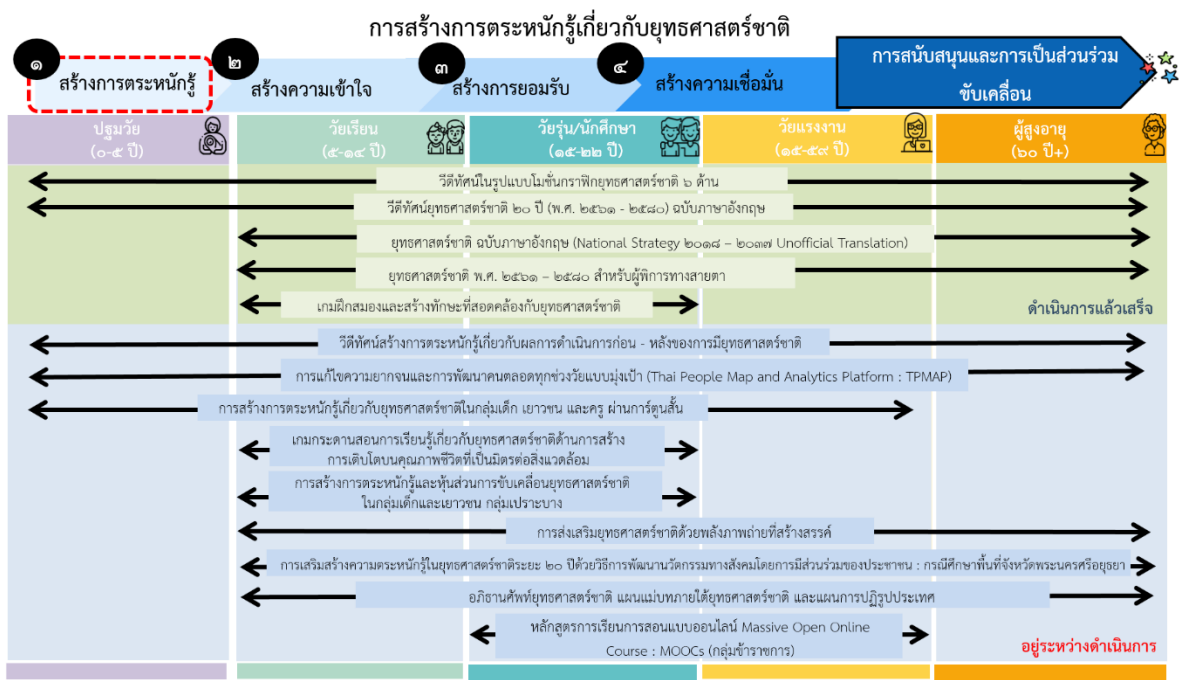 การสร้างการตระหนักรู้เกี่ยวกับยุทธศาสตร์ชาติ
๑
สร้างการตระหนักรู้
๒
สร้างความเข้าใจ
๓
สร้างการยอมรับ
๔
สร้างความเชื่อมั่น
การสนับสนุนและการเป็นส่วนร่วม
ขับเคลื่อน
ปฐมวัย
(๐-๕ ปี)
วัยเรียน
(๕-๑๔ ปี)
วัยรุ่น/นักศึกษา
(๑๕-๒๒ ปี)
วัยแรงงาน
(๑๕-๕๙ ปี)
ผู้สูงอายุ
(๖๐ ปี+)
วีดีทัศน์ในรูปแบบโมชั่นกราฟิกยุทธศาสตร์ชาติ ๖ ด้าน
วีดีทัศน์ยุทธศาสตร์ชาติ ๒๐ ปี (พ.ศ. ๒๕๖๑ - ๒๕๘๐) ฉบับภาษาอังกฤษ
ยุทธศาสตร์ชาติ ฉบับภาษาอังกฤษ (National Strategy ๒๐๑๘ – ๒๐๓๗ Unofficial Translation)
ยุทธศาสตร์ชาติ พ.ศ. ๒๕๖๑ – ๒๕๘๐ สำหรับผู้พิการทางสายตา
เกมฝึกสมองและสร้างทักษะที่สอดคล้องกับยุทธศาสตร์ชาติ
ดำเนินการแล้วเสร็จ
วีดีทัศน์สร้างการตระหนักรู้เกี่ยวกับผลการดำเนินการก่อน - หลังของการมียุทธศาสตร์ชาติ
การแก้ไขความยากจนและการพัฒนาคนตลอดทุกช่วงวัยแบบมุ่งเป้า (Thai People Map and Analytics Platform : TPMAP)
การสร้างการตระหนักรู้เกี่ยวกับยุทธศาสตร์ชาติในกลุ่มเด็ก เยาวชน และครู ผ่านการ์ตูนสั้น
เกมกระดานสอนการเรียนรู้เกี่ยวกับยุทธศาสตร์ชาติด้านการสร้าง
การเติบโตบนคุณภาพชีวิตที่เป็นมิตรต่อสิ่งแวดล้อม
การสร้างการตระหนักรู้และหุ้นส่วนการขับเคลื่อนยุทธศาสตร์ชาติ
ในกลุ่มเด็กและเยาวชน กลุ่มเปราะบาง
การส่งเสริมยุทธศาสตร์ชาติด้วยพลังภาพถ่ายที่สร้างสรรค์
การเสริมสร้างความตระหนักรู้ในยุทธศาสตร์ชาติระยะ ๒๐ ปีด้วยวิธีการพัฒนานวัตกรรมทางสังคมโดยการมีส่วนร่วมของประชาชน : กรณีศึกษาพื้นที่จังหวัดพระนครศรีอยุธยา
อภิธานศัพท์ยุทธศาสตร์ชาติ แผนแม่บทภายใต้ยุทธศาสตร์ชาติ และแผนการปฏิรูปประเทศ
หลักสูตรการเรียนการสอนแบบออนไลน์ Massive Open Online
Course : MOOCs (กลุ่มข้าราชการ)
อยู่ระหว่างดำเนินการ